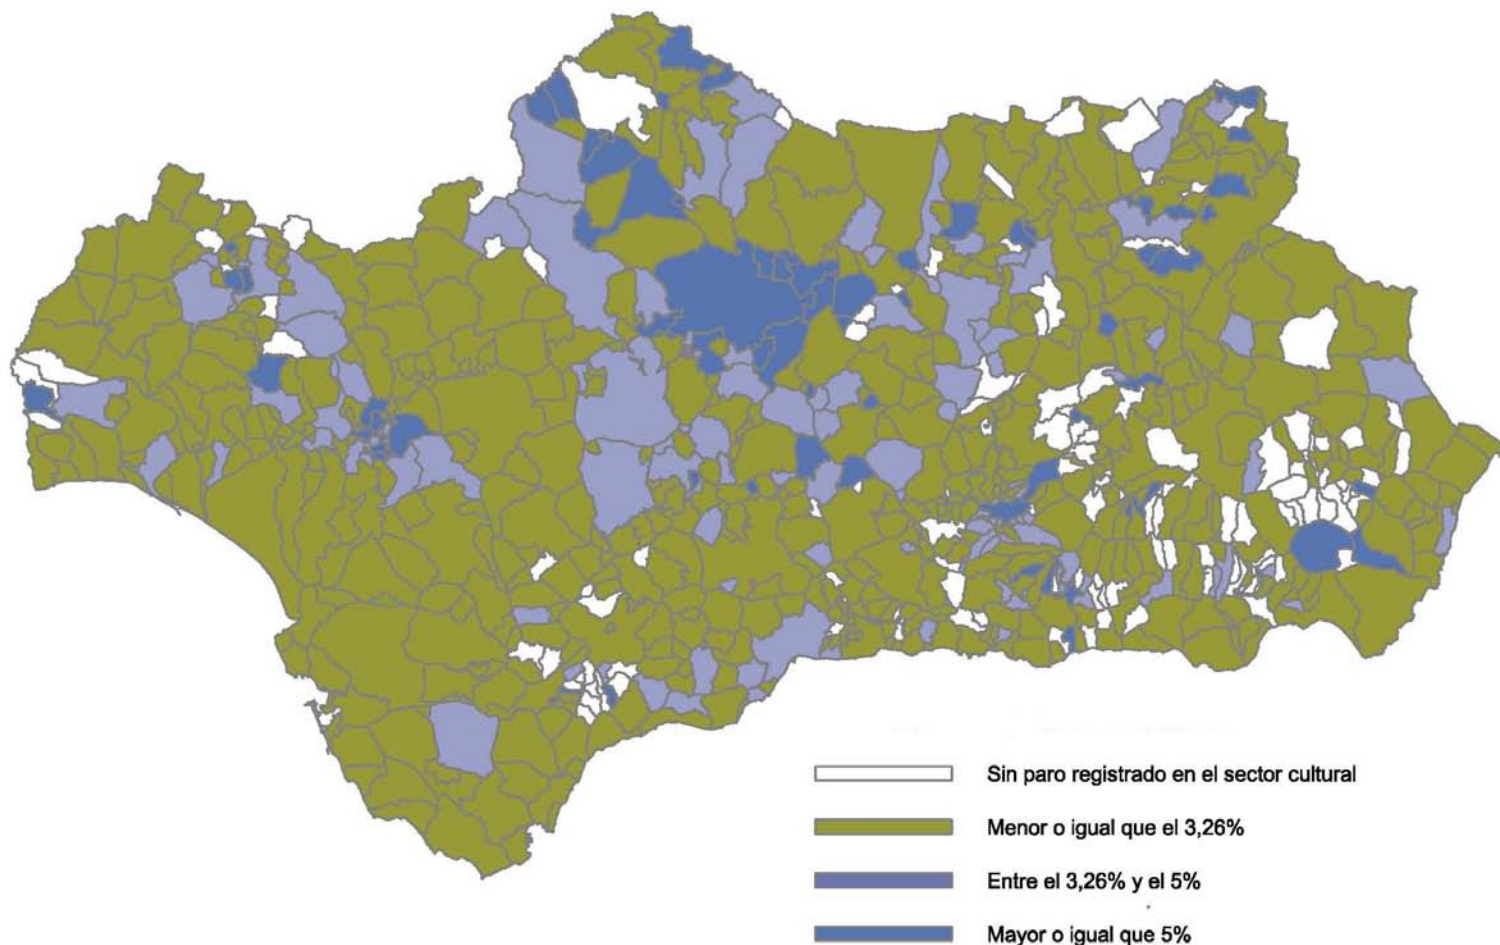 Sin paro registrado en el sector cultural
Menor o igual que el 3,26%
Entre el 3,26% y el 5%
Mayor o igual que 5%